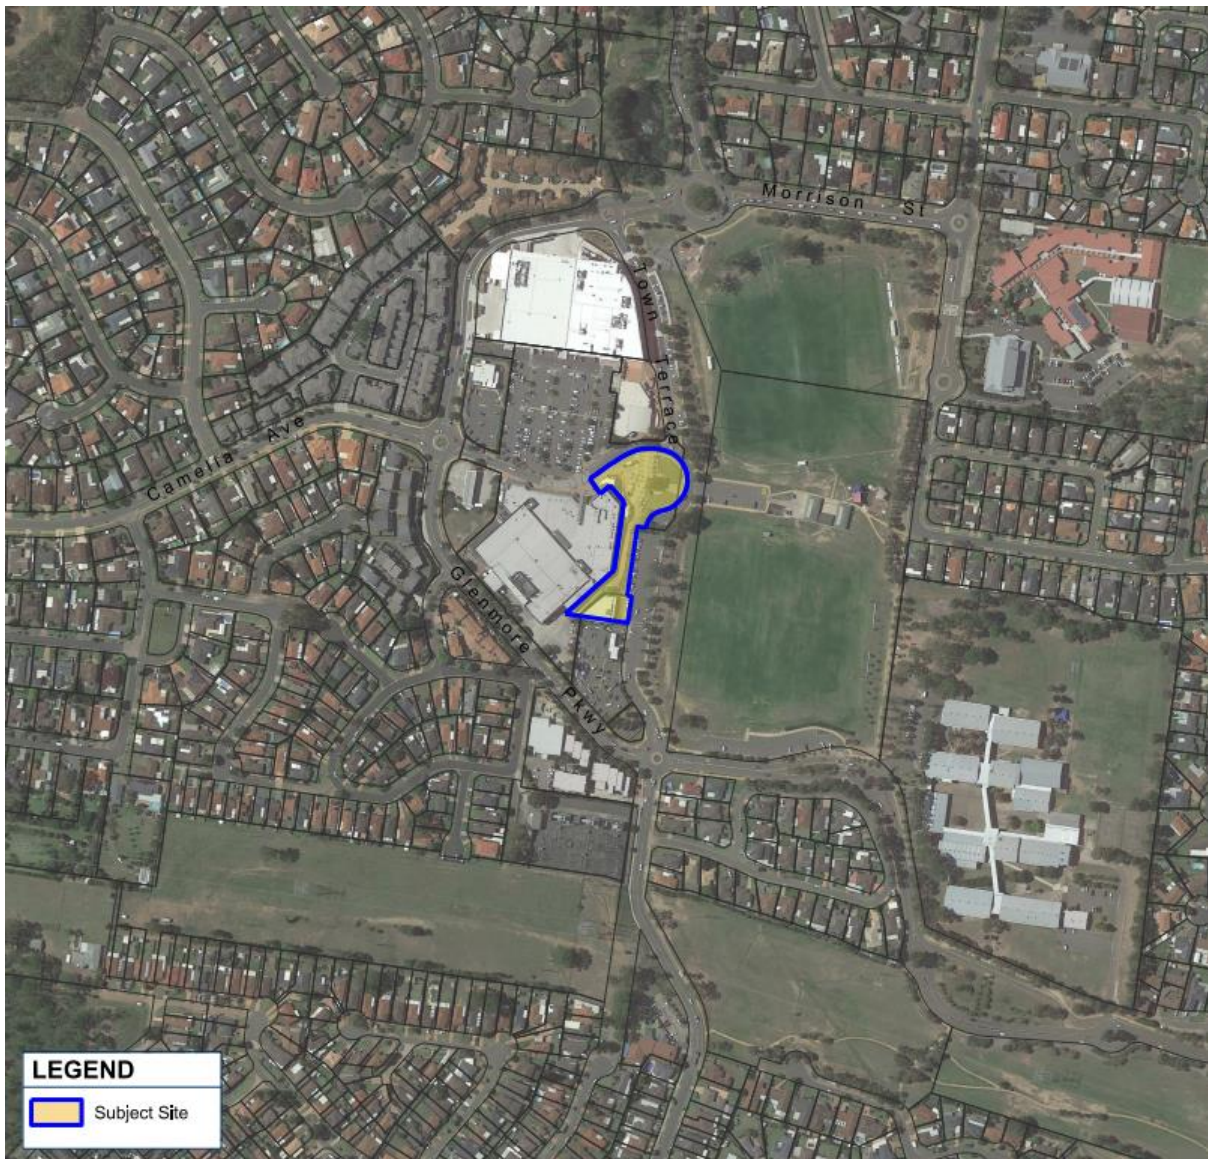 Morrison St
Town Terrace
Camellia Ave
Glenmore Pkwy
LEGEND
Subject Site